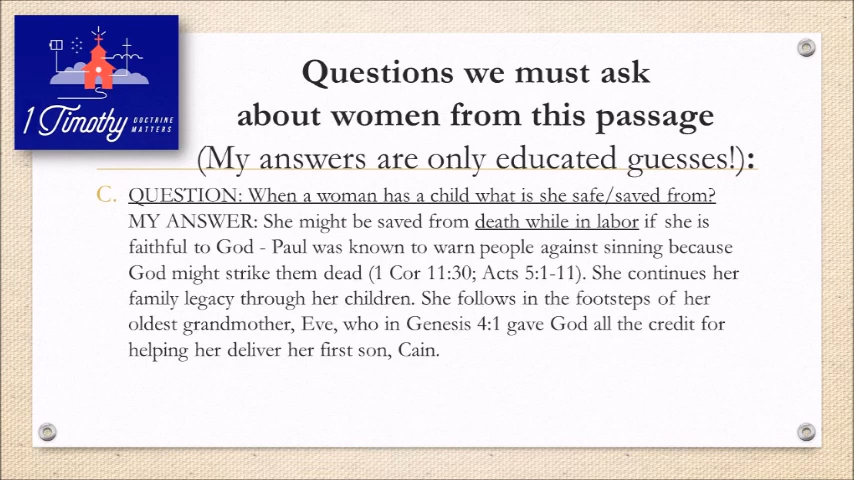 1 Timothy DOCTRINE
MATTERS
Questions we must ask
about women from this passage
(My answers are only educated guesses!):
C. QUESTION: When a woman has a child what is she safe/saved from?
MY ANSWER: She might be saved from death while in labor if she is
faithful to God - Paul was known to warn people against sinning because
God might strike them dead (1 Cor 11:30; Acts 5:1-11). She continues her
family legacy through her children. She follows in the footsteps of her
oldest grandmother, Eve, who in Genesis 4:1 gave God all the credit for
helping her deliver her first son, Cain.